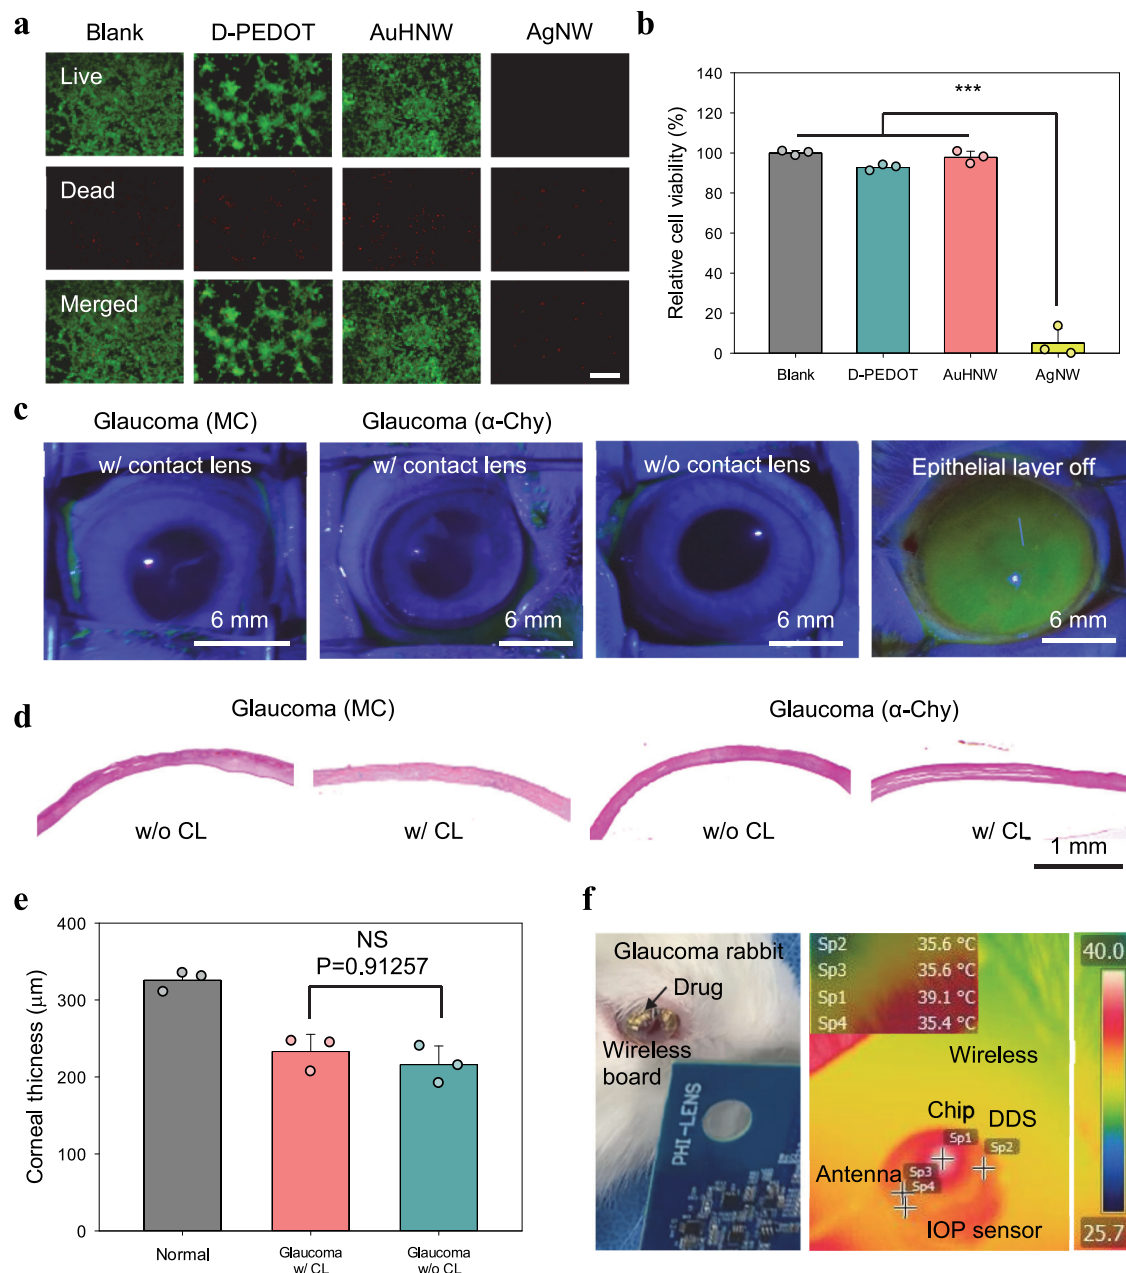 a
Blank D-PEDOT AuHNW AgNW
Live
Dead
Merged
b
Relative cell viability (%)
140
120
100
80
60
40
20
0
***
Blank D-PEDOT AuHNW AgNW
c
Glaucoma (MC) Glaucoma (α-Chy)
w/ contact lens w/ contact lens w/o contact lens Epithelial layer off
6 mm 6 mm 6 mm 6 mm
d
Glaucoma (MC) Glaucoma (α-Chy)
w/o CL w/ CL w/o CL w/ CL
1 mm
e
Corneal thicness (μm)
400
300
200
100
0
NS
P=0.91257
Normal Glaucoma Glaucoma
w/ CL w/o CL
f
Glaucoma rabbit
Drug
Wireless
board
PHI-LENS
Sp2 35.6 °C
Sp3 35.6 °C
Sp1 39.1 °C
Sp4 35.4 °C
Wireless
Chip DDS
Sp1
Sp2
Antenna
Sp3
Sp4
IOP sensor
40.0
25.7